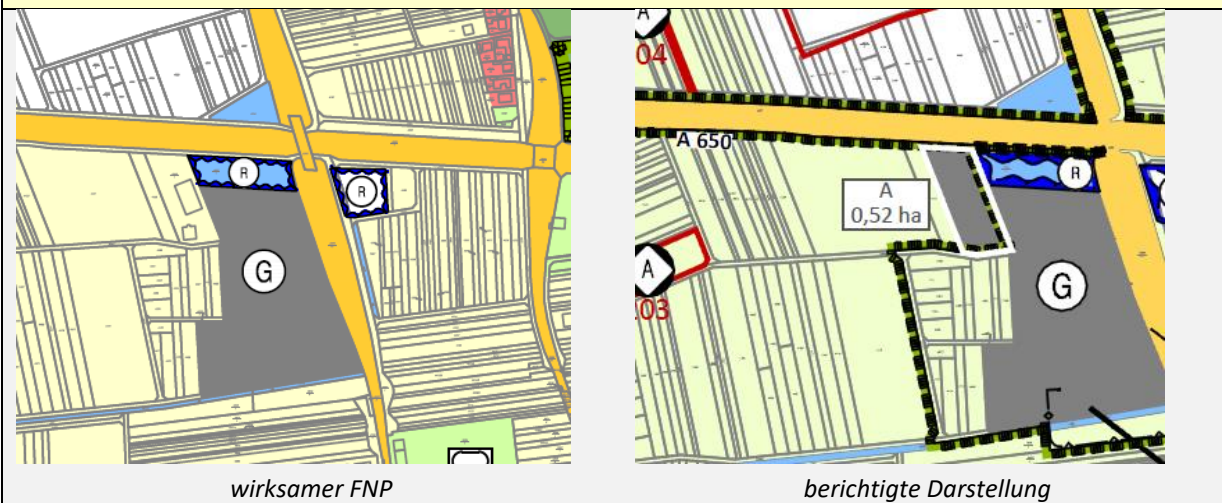 R
R
G
wirksamer FNP
A
04
A 650
R
A
0,52 ha
A
03
G
berichtigte Darstellung